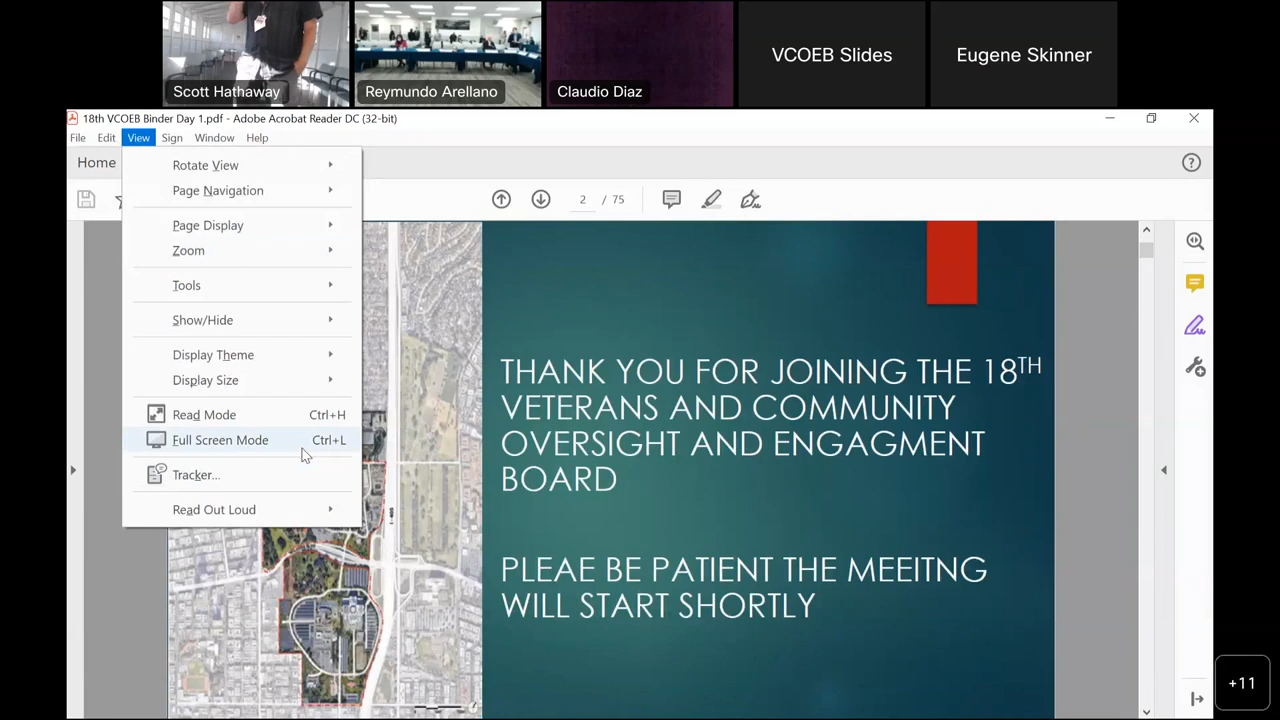 Scott Hathaway
Reymundo Arellano
Claudio Diaz
VCOEB Slides
Eugene Skinner
18th VCOEB Binder Day 1.pdf - Adobe Acrobat Reader DC (32-bit)
File Edit View Sign Window Help
Home
2 / 75
Rotate View
Page Navigation
Page Display
Zoom
Tools
Show/Hide
Display Theme
Display Size
Read Mode Ctrl+H
Full Screen Mode Ctrl+L
Tracker...
Read Out Loud
I-405
THANK YOU FOR JOINING THE 18TH
VETERANS AND COMMUNITY
OVERSIGHT AND ENGAGMENT
BOARD
PLEAE BE PATIENT THE MEEITNG
WILL START SHORTLY
+11